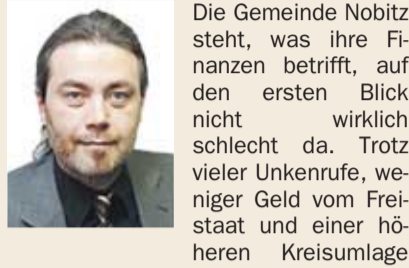 Die Gemeinde Nobitz
steht, was ihre Fi-
nanzen betrifft, auf
den ersten Blick
nicht wirklich
schlecht da. Trotz
vieler Unkenrufe, we-
niger Geld vom Frei-
staat und einer hö-
heren Kreisumlage